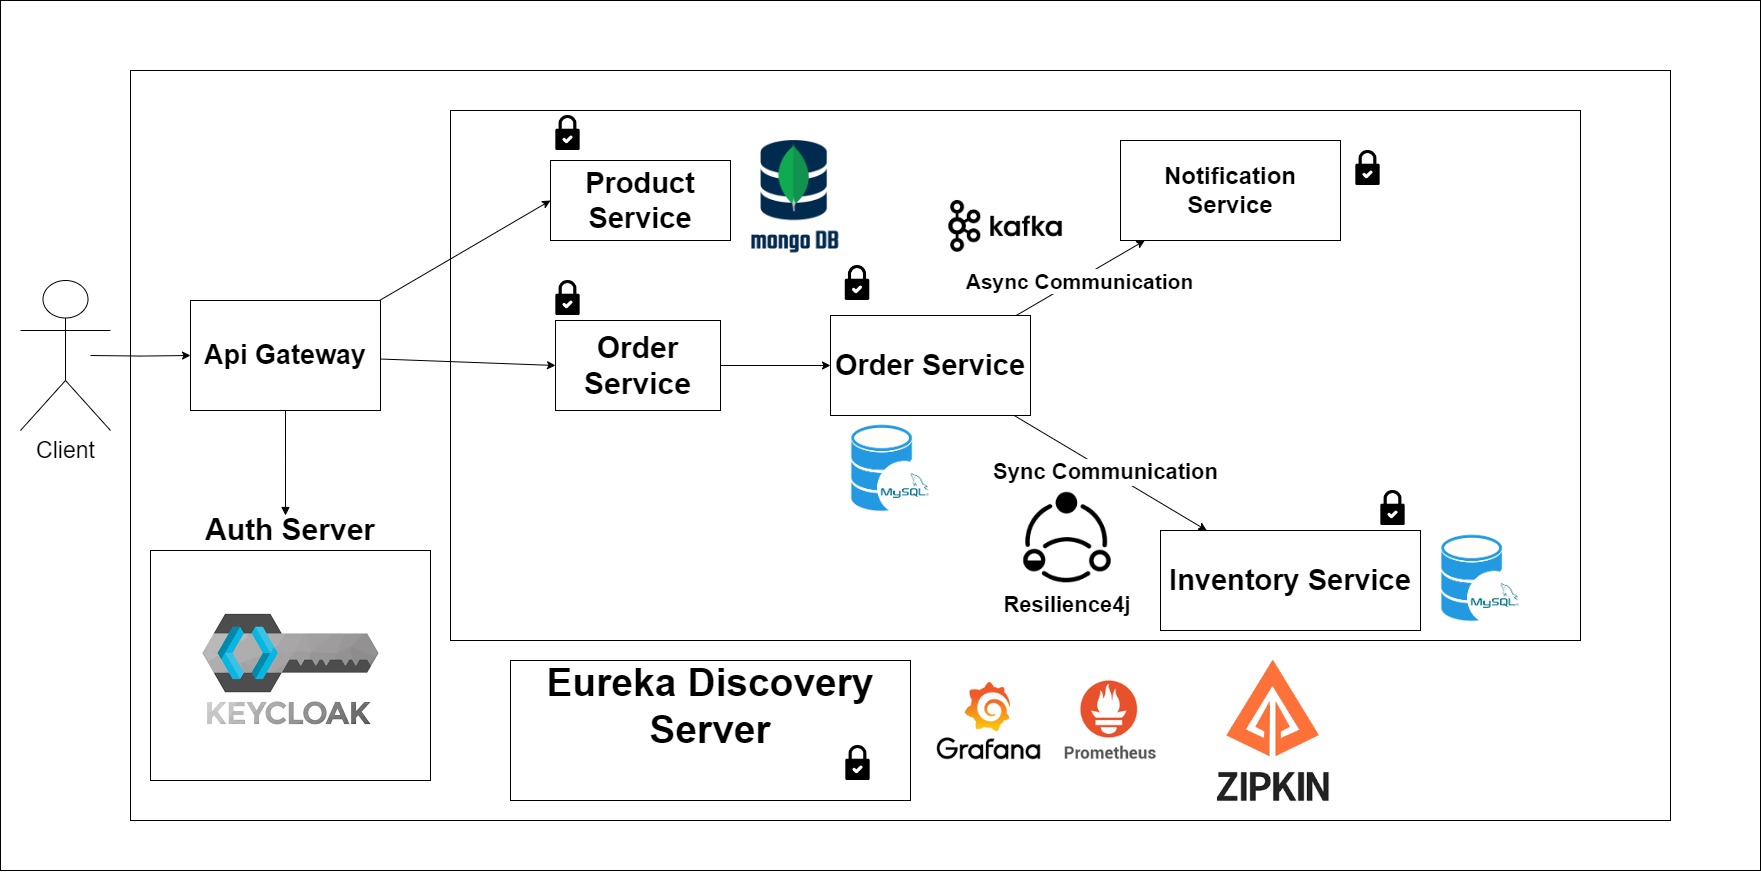 Product
Service
mongo DB
Notification
Service
kafka
Async Communication
Client
Api Gateway
Order
Service
Order Service
MySQL
Sync Communication
Resilience4j
Inventory Service
MySQL
Auth Server
KEYCLOAK
Eureka Discovery
Server
Grafana
Prometheus
ZIPKIN